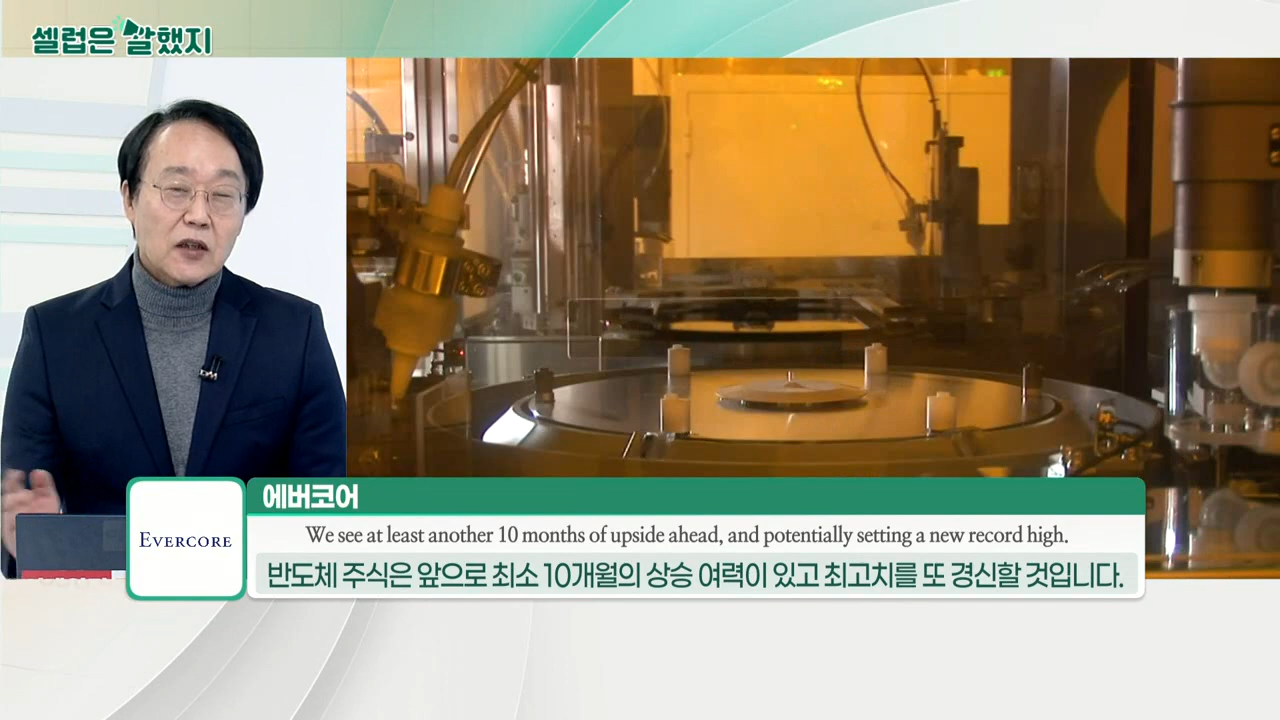 셀럽은 말했지
에버코어
EVERCORE
We see at least another 10 months of upside ahead, and potentially setting a new record high.
반도체 주식은 앞으로 최소 10개월의 상승 여력이 있고 최고치를 또 경신할 것입니다.